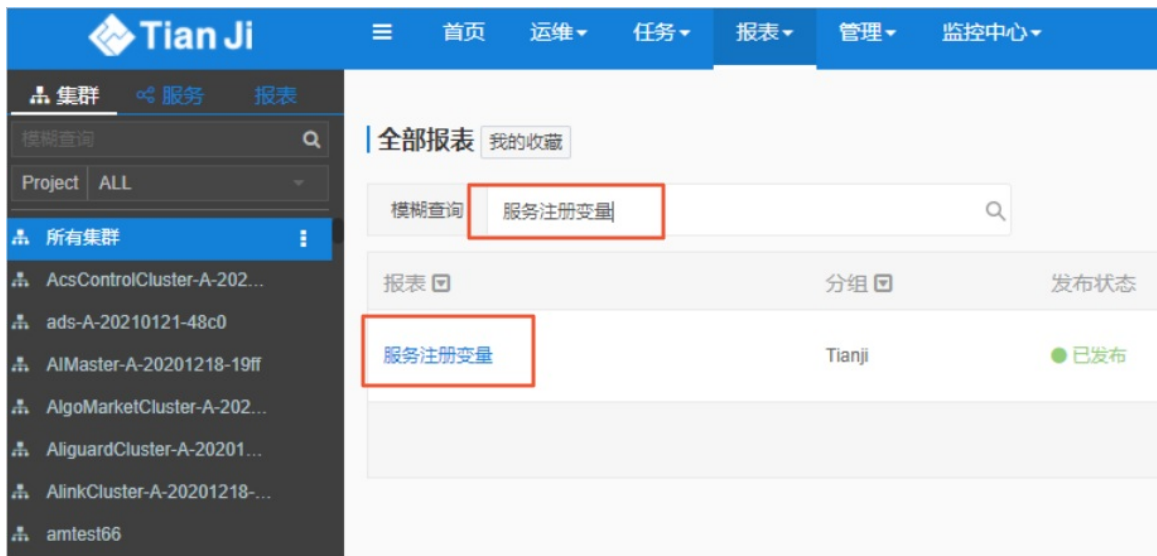 Tian Ji
首页 运维 任务 报表 管理 监控中心
集群 服务 报表
模糊查询
Project ALL
所有集群
AcsControlCluster-A-202...
ads-A-20210121-48c0
AIMaster-A-20201218-19ff
AlgoMarketCluster-A-202...
AliguardCluster-A-20201...
AlinkCluster-A-20201218-...
amtest66
全部报表 我的收藏
模糊查询 服务注册变量
报表 分组 发布状态
服务注册变量 Tianji 已发布